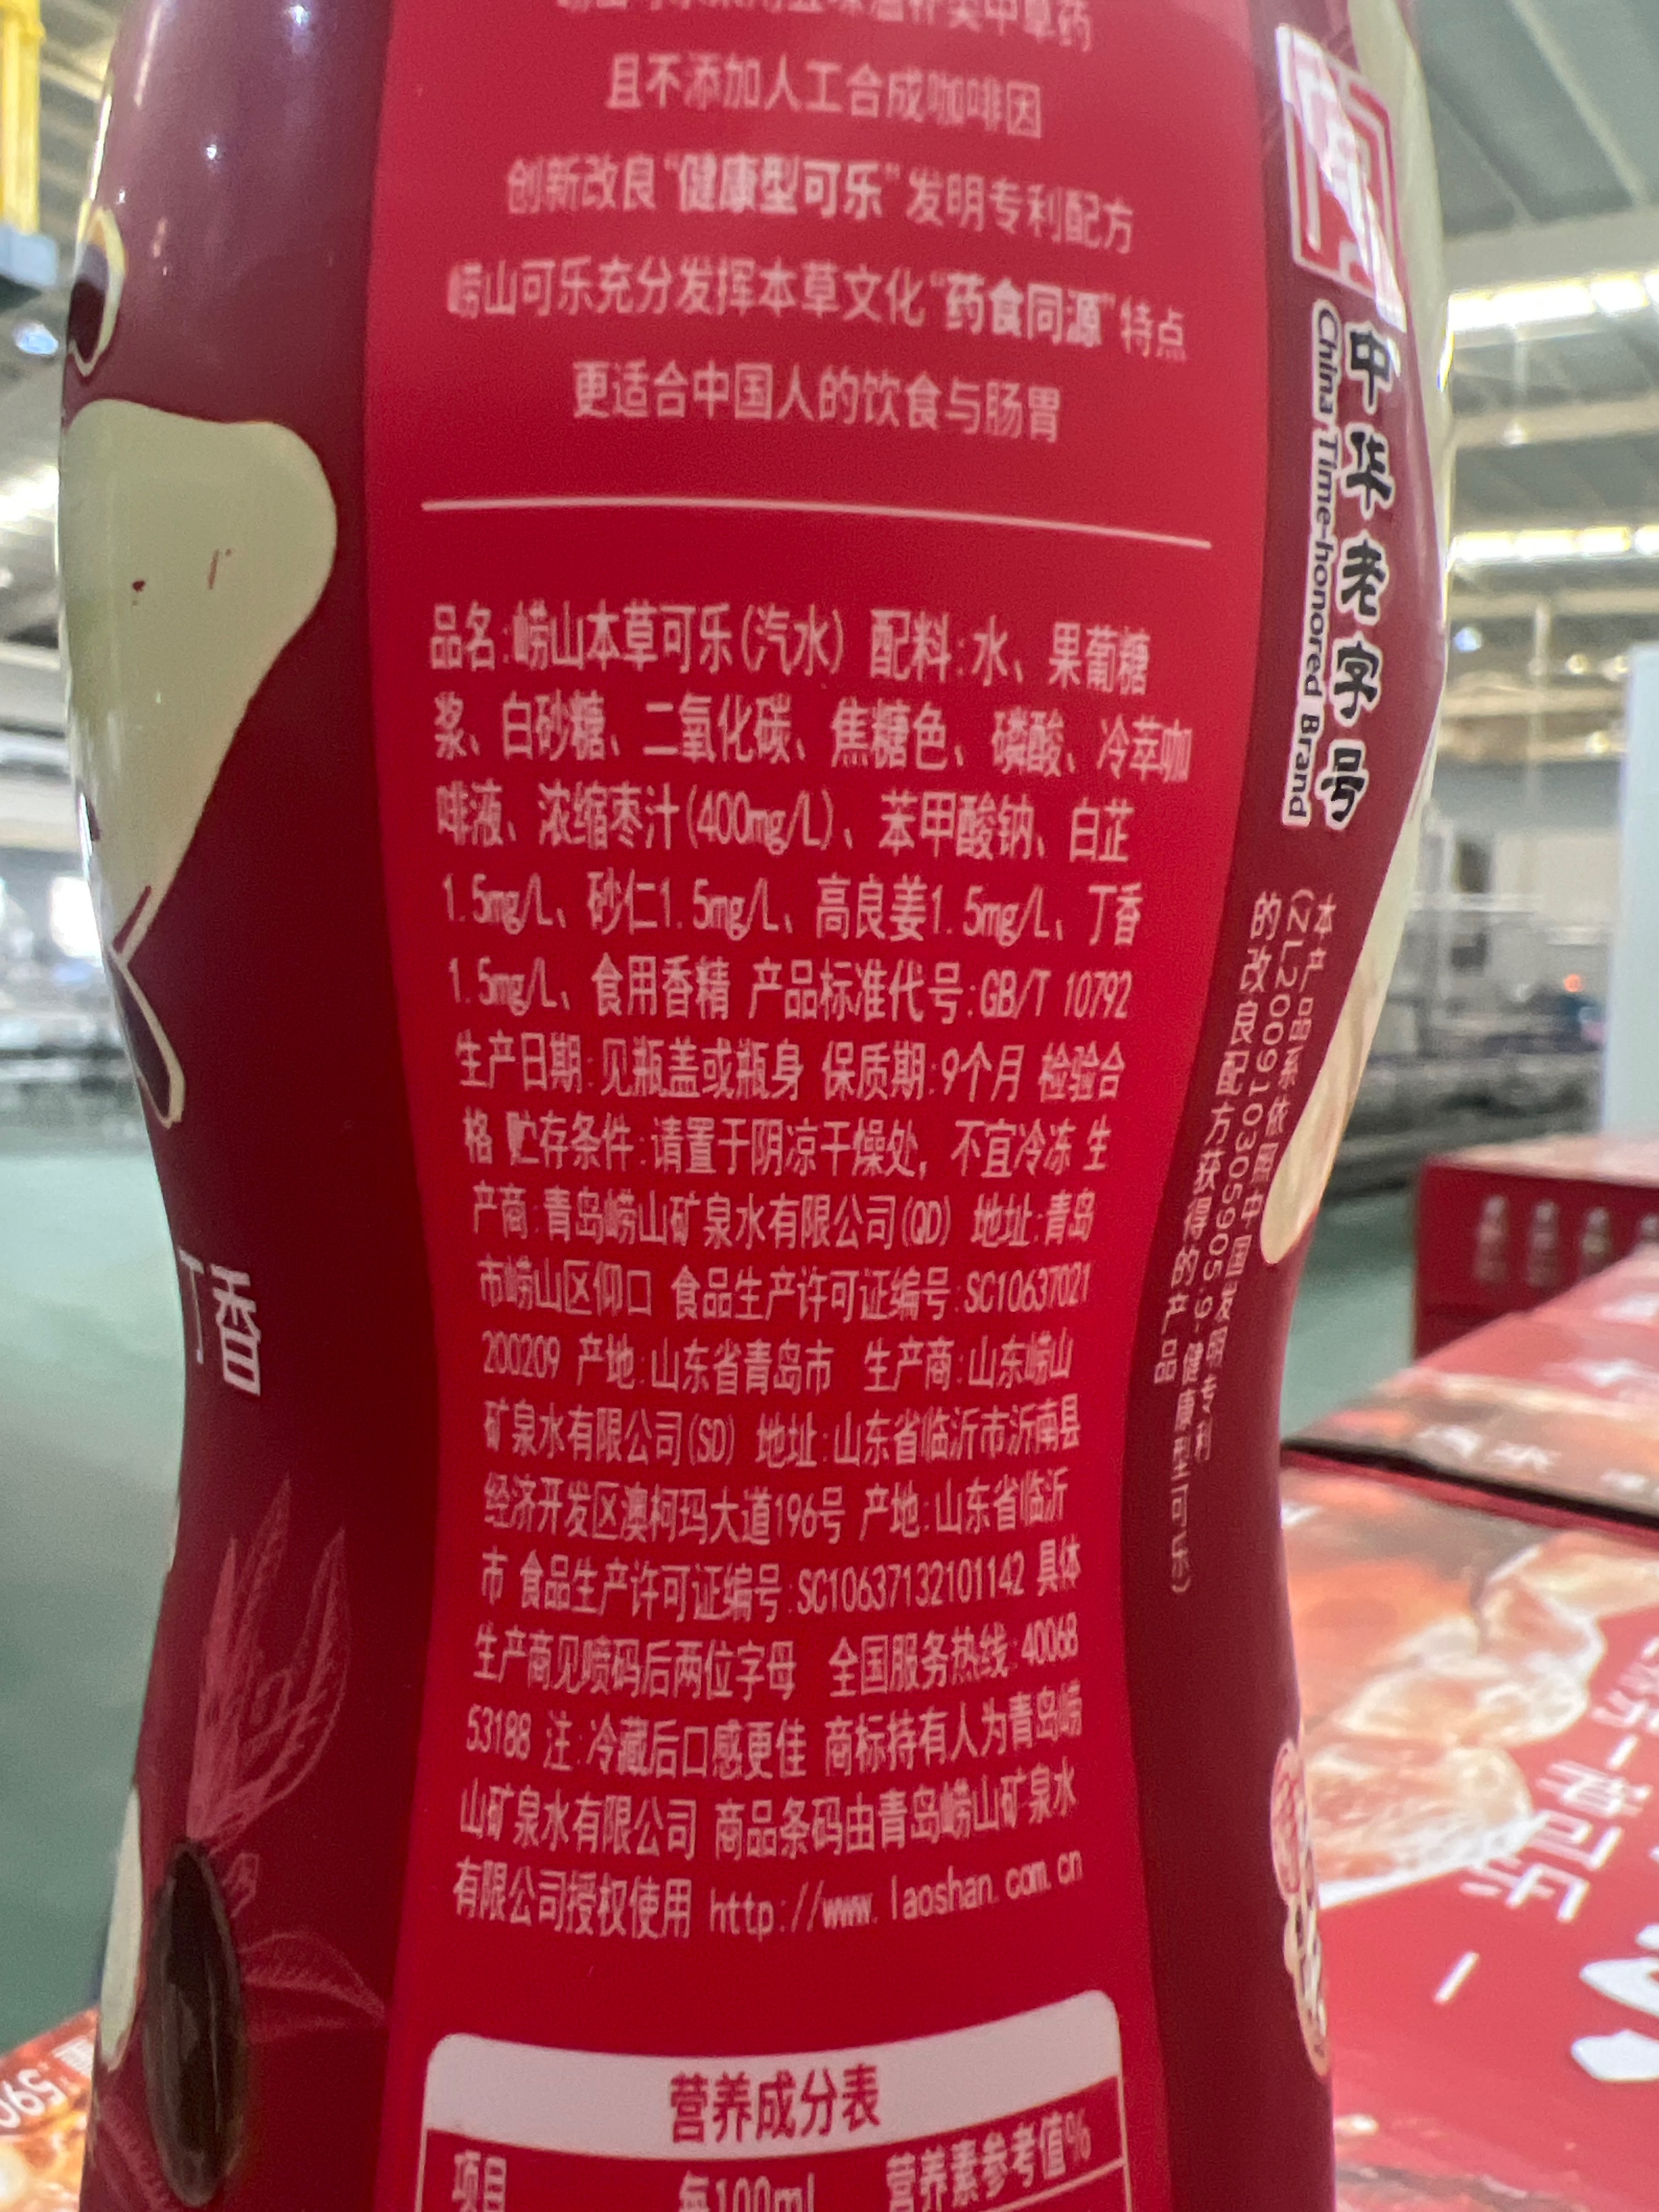 且不添加人工合成咖啡因
创新改良“健康型可乐”发明专利配方
崂山可乐充分发挥本草文化“药食同源”特点
更适合中国人的饮食与肠胃
品名:崂山本草可乐(汽水) 配料:水、果葡糖
浆、白砂糖、二氧化碳、焦糖色、磷酸、冷萃咖
啡液、浓缩枣汁(400mg/L)、苯甲酸钠、白芷
1.5mg/L、砂仁1.5mg/L、高良姜1.5mg/L、丁香
1.5mg/L、食用香精 产品标准代号:GB/T 10792
生产日期:见瓶盖或瓶身 保质期:9个月 检验合
格 贮存条件:请置于阴凉干燥处，不宜冷冻 生
产商:青岛崂山矿泉水有限公司(QD) 地址:青岛
市崂山区仰口 食品生产许可证编号:SC10637021
200209 产地:山东省青岛市 生产商:山东崂山
矿泉水有限公司(SD) 地址:山东省临沂市沂南县
经济开发区澳柯玛大道196号 产地:山东省临沂
市 食品生产许可证编号:SC10637132101142 具体
生产商见喷码后两位字母 全国服务热线:40068
53188 注:冷藏后口感更佳 商标持有人为青岛崂
山矿泉水有限公司 商品条码由青岛崂山矿泉水
有限公司授权使用 http://www.laoshan.com.cn
营养成分表
项目 每100ml 营养素参考值%
丁香
中华老字号
China Time-honored Brand
本产品系依据中国发明专利
(ZL200910305905.9-健康型可乐)
的改良配方获得的产品